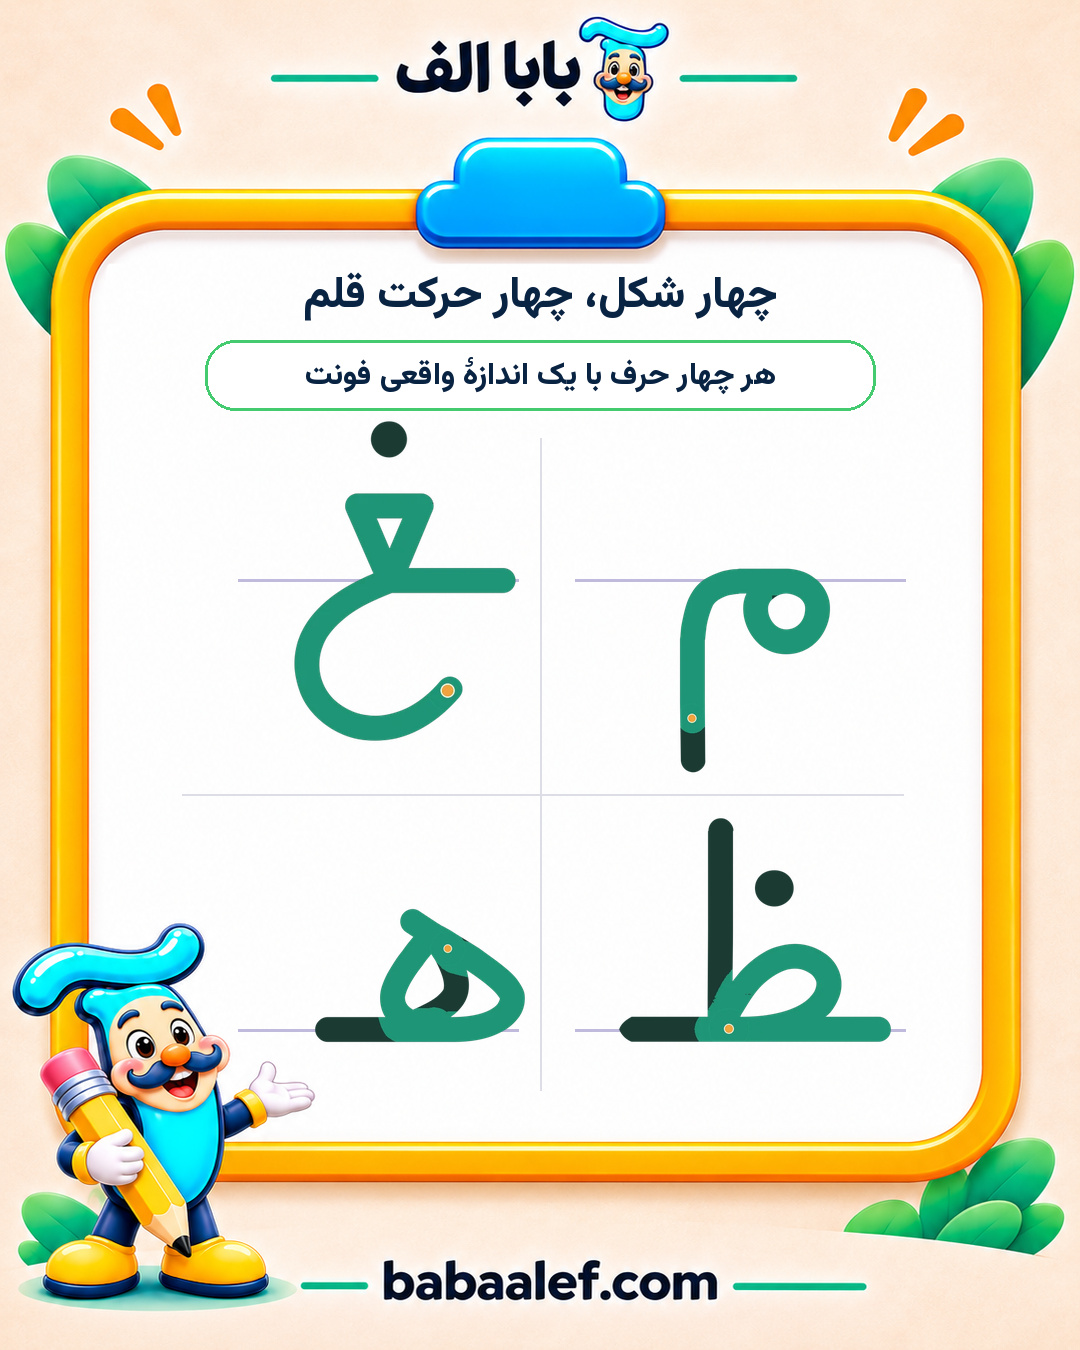 بابا الف
چهار شکل، چهار حرکت قلم
هر چهار حرف با یک اندازهٔ واقعی فونت
م غ
ظ ه
babaalef.com